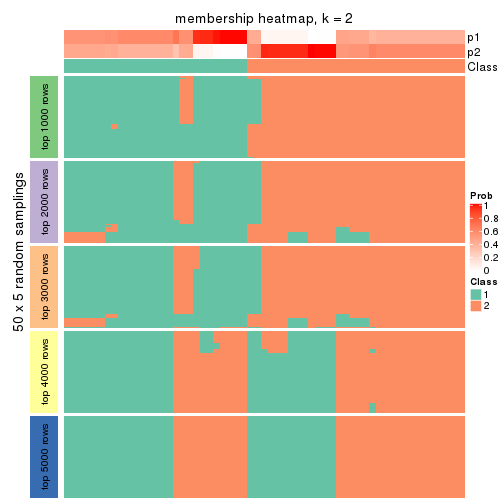 membership heatmap, k = 2
p1
p2
Class
50 x 5 random samplings
top 1000 rows
top 2000 rows
top 3000 rows
top 4000 rows
top 5000 rows
Prob
1
0.8
0.6
0.4
0.2
0
Class
1
2